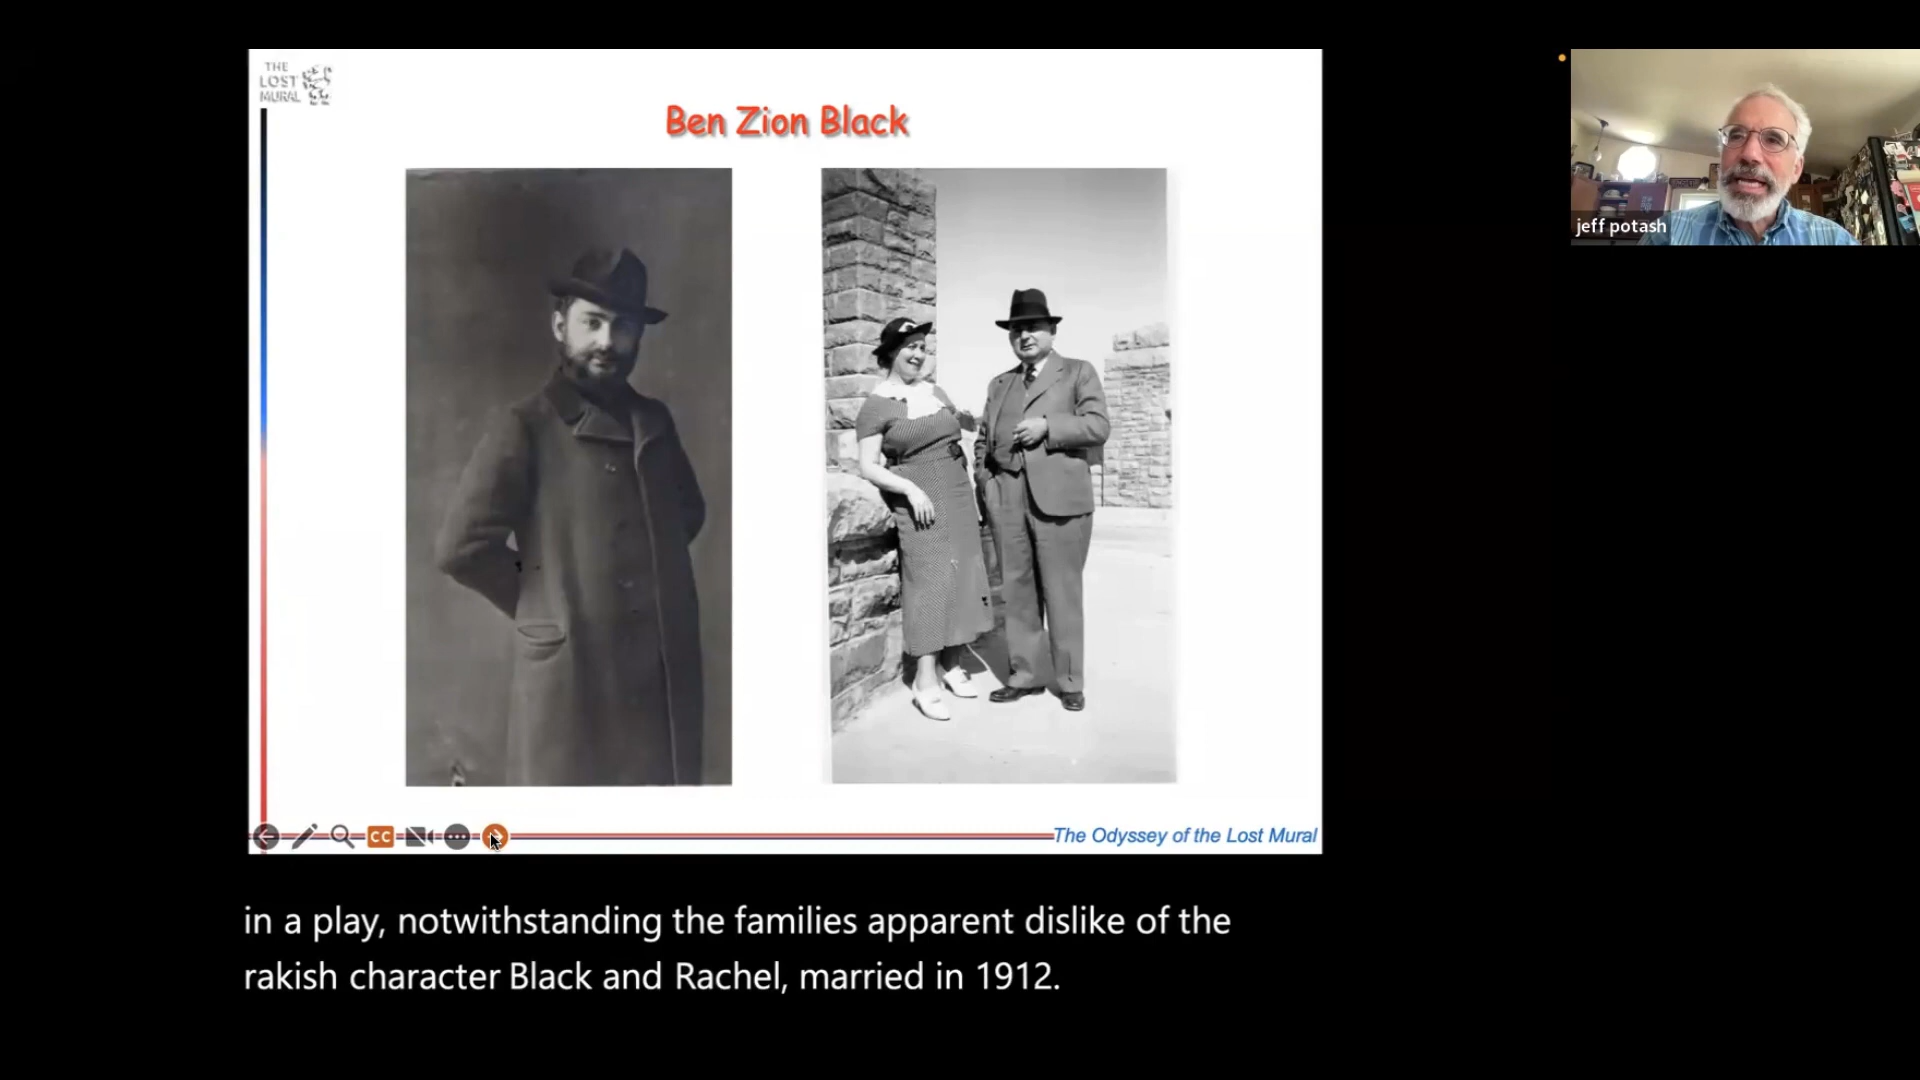 THE
LOST
MURAL
Ben Zion Black
jeff potash
CC
The Odyssey of the Lost Mural
in a play, notwithstanding the families apparent dislike of the
rakish character Black and Rachel, married in 1912.